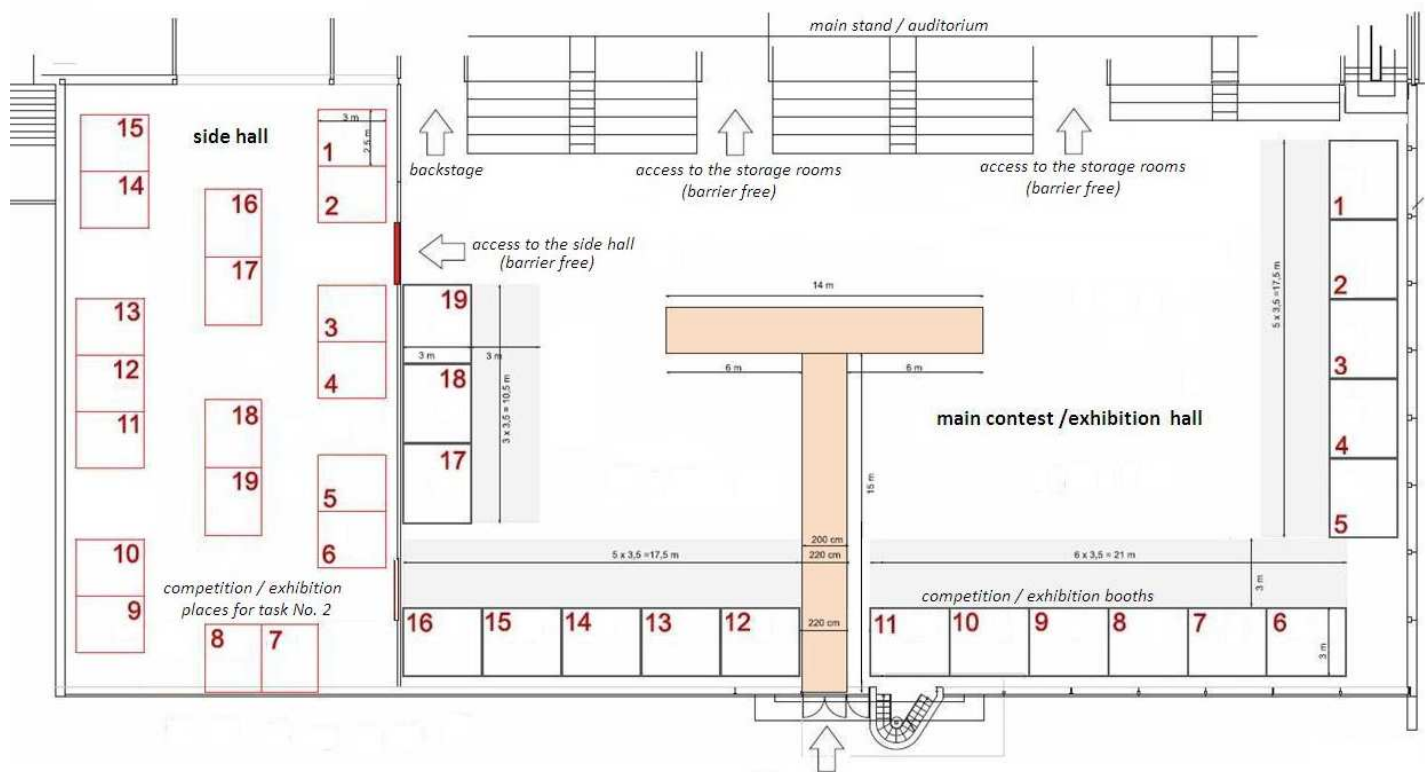 main stand / auditorium
side hall
15
14
16
17
13
12
11
18
19
10
9
8
7
3 m
2,5 m
1
2
3
4
5
6
competition / exhibition
places for task No. 2
backstage
access to the storage rooms
(barrier free)
access to the storage rooms
(barrier free)
access to the side hall
(barrier free)
19
3 m
3 m
18
3 x 3,5 = 10,5 m
17
14 m
6 m
6 m
main contest /exhibition hall
15 m
200 cm
220 cm
220 cm
5 x 3,5 =17,5 m
1
2
3
4
5
5 x 3,5 =17,5 m
6 x 3,5 = 21 m
3 m
competition / exhibition booths
16
15
14
13
12
11
10
9
8
7
6
3 m